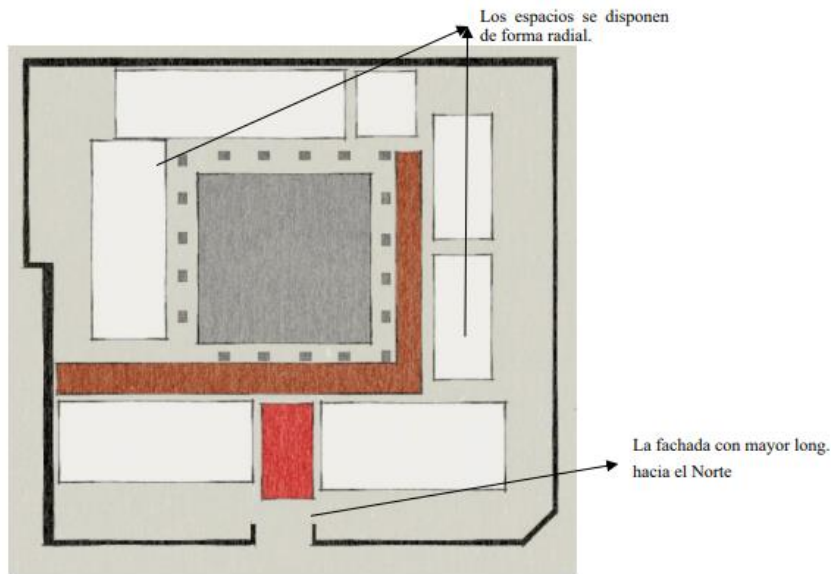 Los espacios se disponen
de forma radial.
La fachada con mayor long.
hacia el Norte